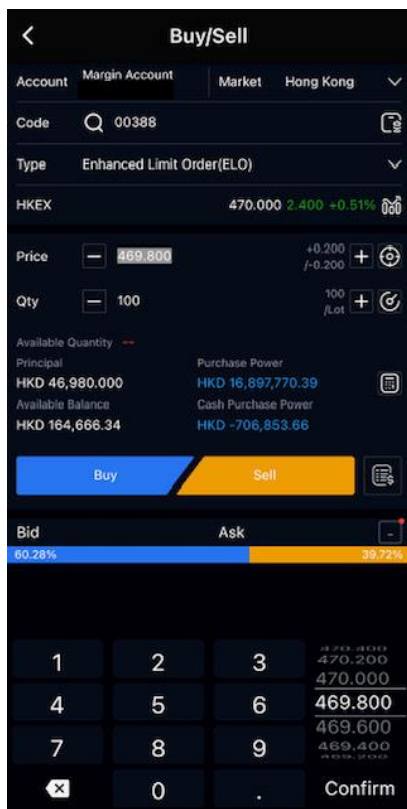 Buy/Sell
Account Margin Account Market Hong Kong
Code 00388
Type Enhanced Limit Order(ELO)
HKEX 470.000 2.400 +0.51%
Price 469.800 +0.200 /-0.200
Qty 100 100 /Lot
Available Quantity --
Principal Purchase Power
HKD 46,980.000 HKD 16,897,770.39
Available Balance Cash Purchase Power
HKD 164,666.34 HKD -706,853.66
Buy Sell
Bid Ask
60.28% 39.72%
470.400
1 2 3 470.200
470.000
4 5 6 469.800
469.600
7 8 9 469.400
469.200
0 . Confirm